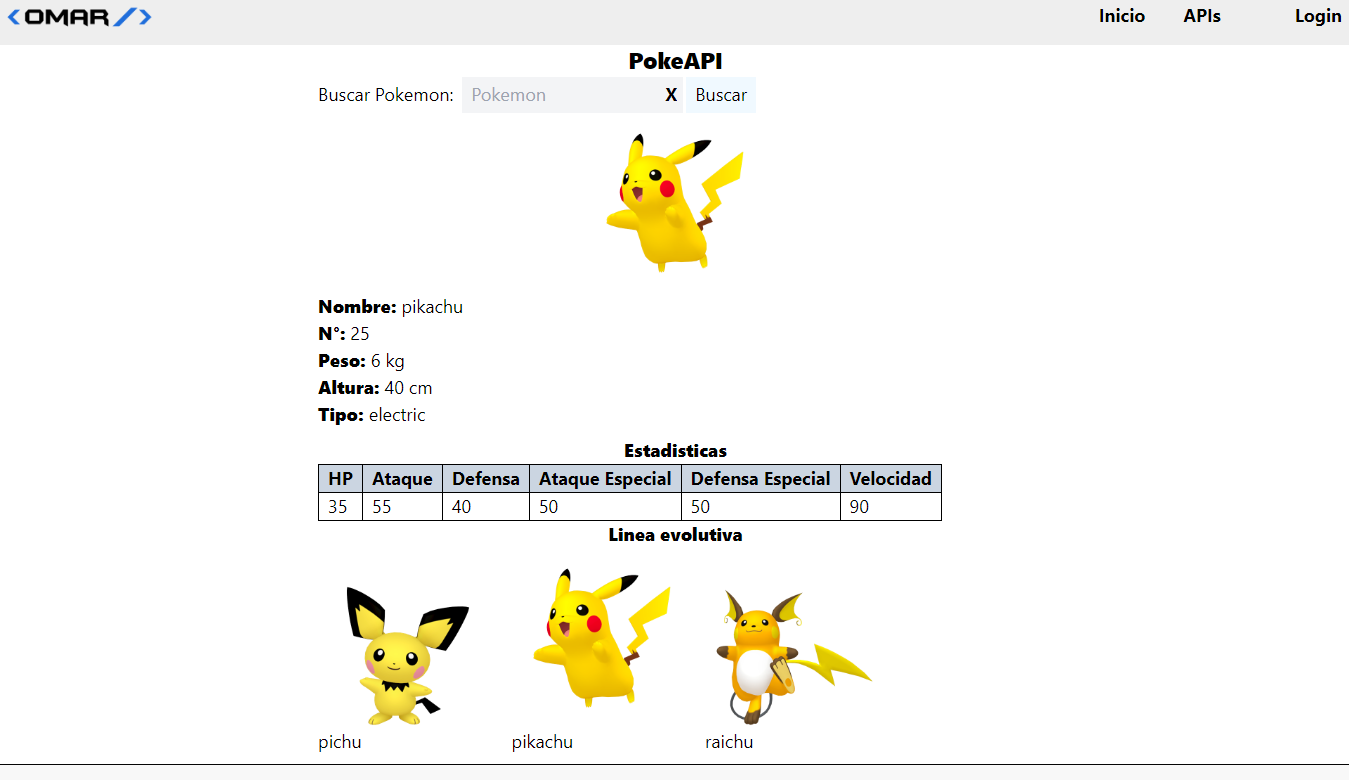 <OMAR/> Inicio APIs Login
PokeAPI
Buscar Pokemon: Pokemon X Buscar
Nombre: pikachu
N°: 25
Peso: 6 kg
Altura: 40 cm
Tipo: electric
Estadisticas
HP Ataque Defensa Ataque Especial Defensa Especial Velocidad
35 55 40 50 50 90
Linea evolutiva
pichu pikachu raichu